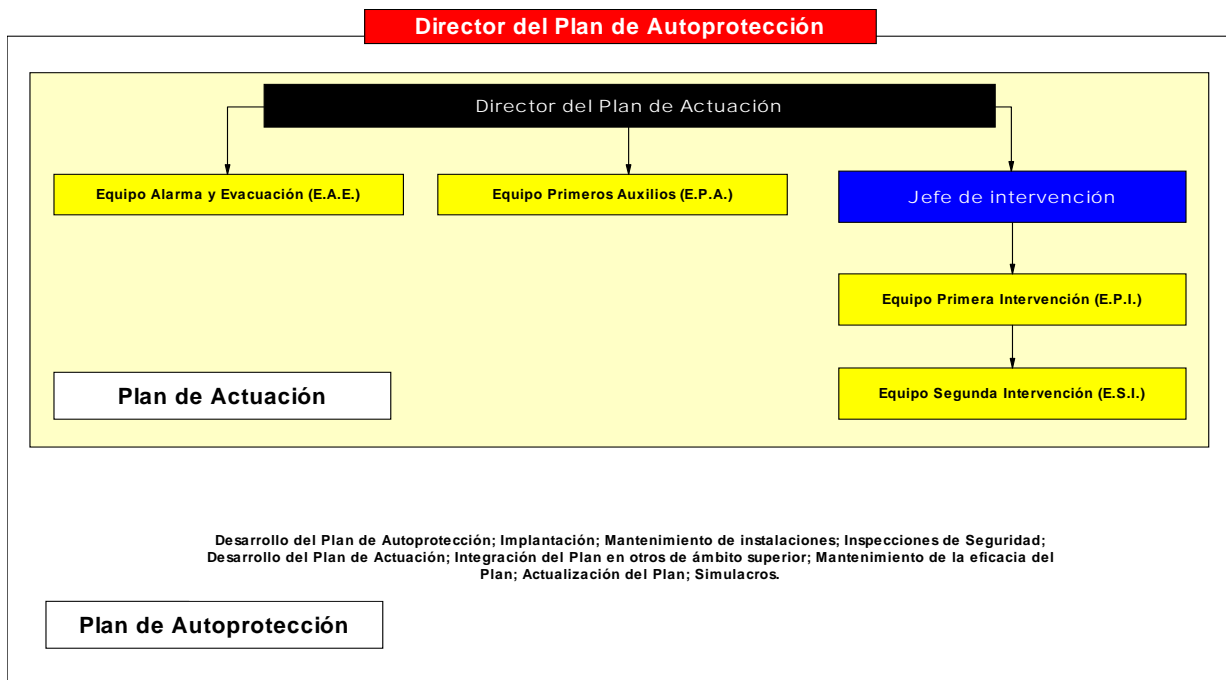 Director del Plan de Autoprotección
Director del Plan de Actuación
Equipo Alarma y Evacuación (E.A.E.)
Equipo Primeros Auxilios (E.P.A.)
Jefe de intervención
Equipo Primera Intervención (E.P.I.)
Equipo Segunda Intervención (E.S.I.)
Plan de Actuación
Desarrollo del Plan de Autoprotección; Implantación; Mantenimiento de instalaciones; Inspecciones de Seguridad;
Desarrollo del Plan de Actuación; Integración del Plan en otros de ámbito superior; Mantenimiento de la eficacia del
Plan; Actualización del Plan; Simulacros.
Plan de Autoprotección